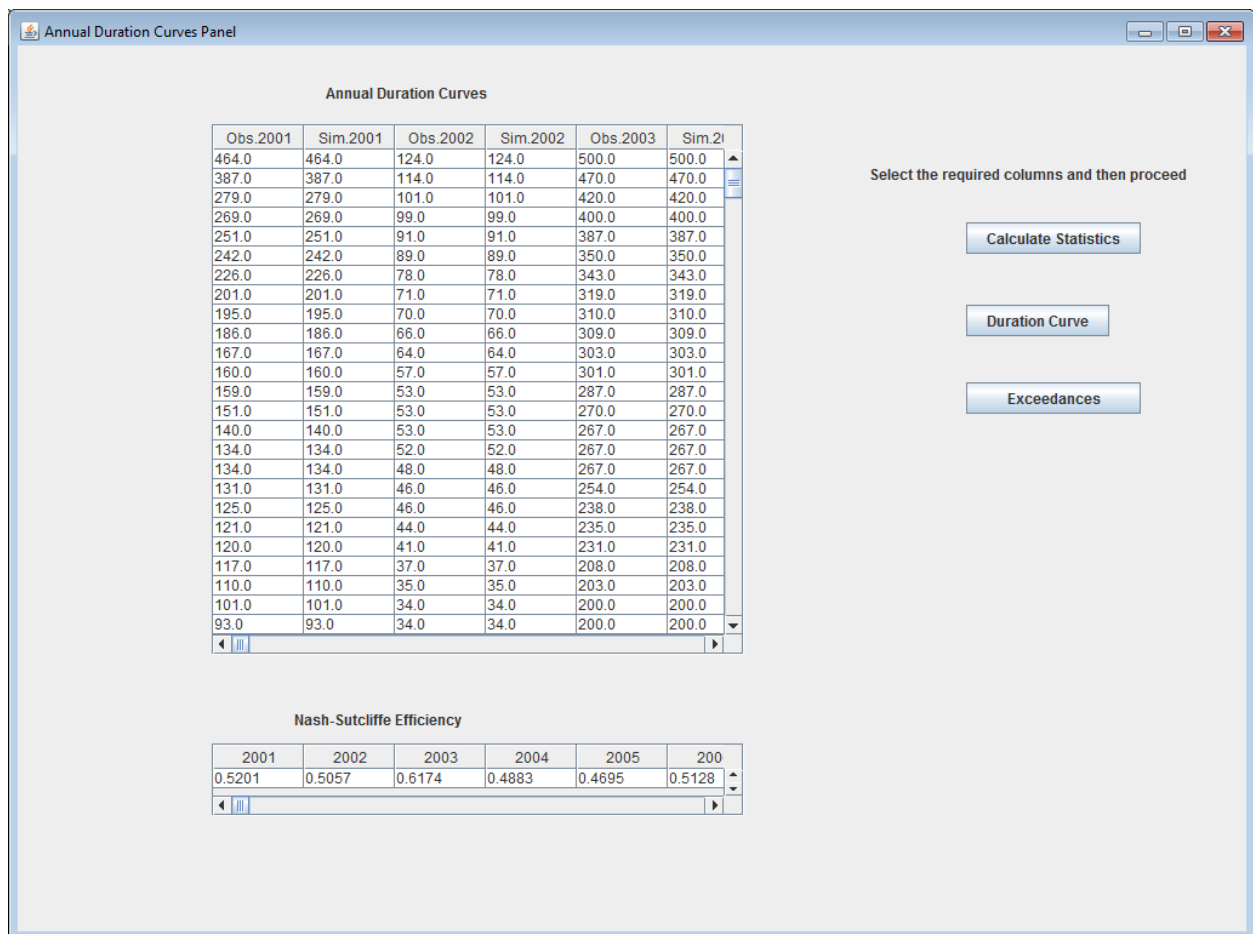 Annual Duration Curves Panel
Annual Duration Curves
Obs.2001 Sim.2001 Obs.2002 Sim.2002 Obs.2003 Sim.2
464.0 464.0 124.0 124.0 500.0 500.0
387.0 387.0 114.0 114.0 470.0 470.0
Select the required columns and then proceed
279.0 279.0 101.0 101.0 420.0 420.0
269.0 269.0 99.0 99.0 400.0 400.0
251.0 251.0 91.0 91.0 387.0 387.0
Calculate Statistics
242.0 242.0 89.0 89.0 350.0 350.0
226.0 226.0 78.0 78.0 343.0 343.0
201.0 201.0 71.0 71.0 319.0 319.0
195.0 195.0 70.0 70.0 310.0 310.0
Duration Curve
186.0 186.0 66.0 66.0 309.0 309.0
167.0 167.0 64.0 64.0 303.0 303.0
160.0 160.0 57.0 57.0 301.0 301.0
159.0 159.0 53.0 53.0 287.0 287.0
Exceedances
151.0 151.0 53.0 53.0 270.0 270.0
140.0 140.0 53.0 53.0 267.0 267.0
134.0 134.0 52.0 52.0 267.0 267.0
134.0 134.0 48.0 48.0 267.0 267.0
131.0 131.0 46.0 46.0 254.0 254.0
125.0 125.0 46.0 46.0 238.0 238.0
121.0 121.0 44.0 44.0 235.0 235.0
120.0 120.0 41.0 41.0 231.0 231.0
117.0 117.0 37.0 37.0 208.0 208.0
110.0 110.0 35.0 35.0 203.0 203.0
101.0 101.0 34.0 34.0 200.0 200.0
93.0 93.0 34.0 34.0 200.0 200.0
Nash-Sutcliffe Efficiency
2001 2002 2003 2004 2005 200
0.5201 0.5057 0.6174 0.4883 0.4695 0.5128